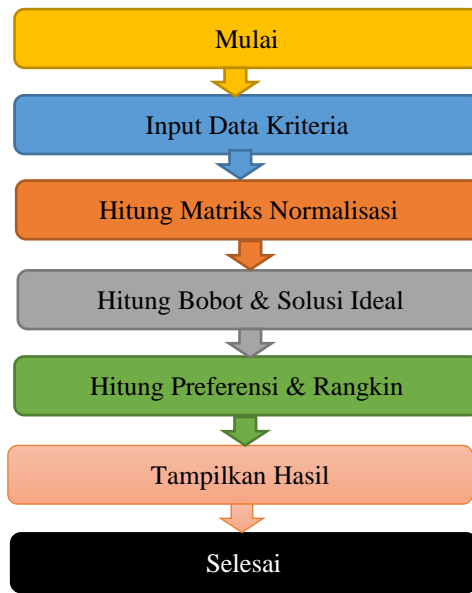 Mulai
Input Data Kriteria
Hitung Matriks Normalisasi
Hitung Bobot & Solusi Ideal
Hitung Preferensi & Rangkin
Tampilkan Hasil
Selesai